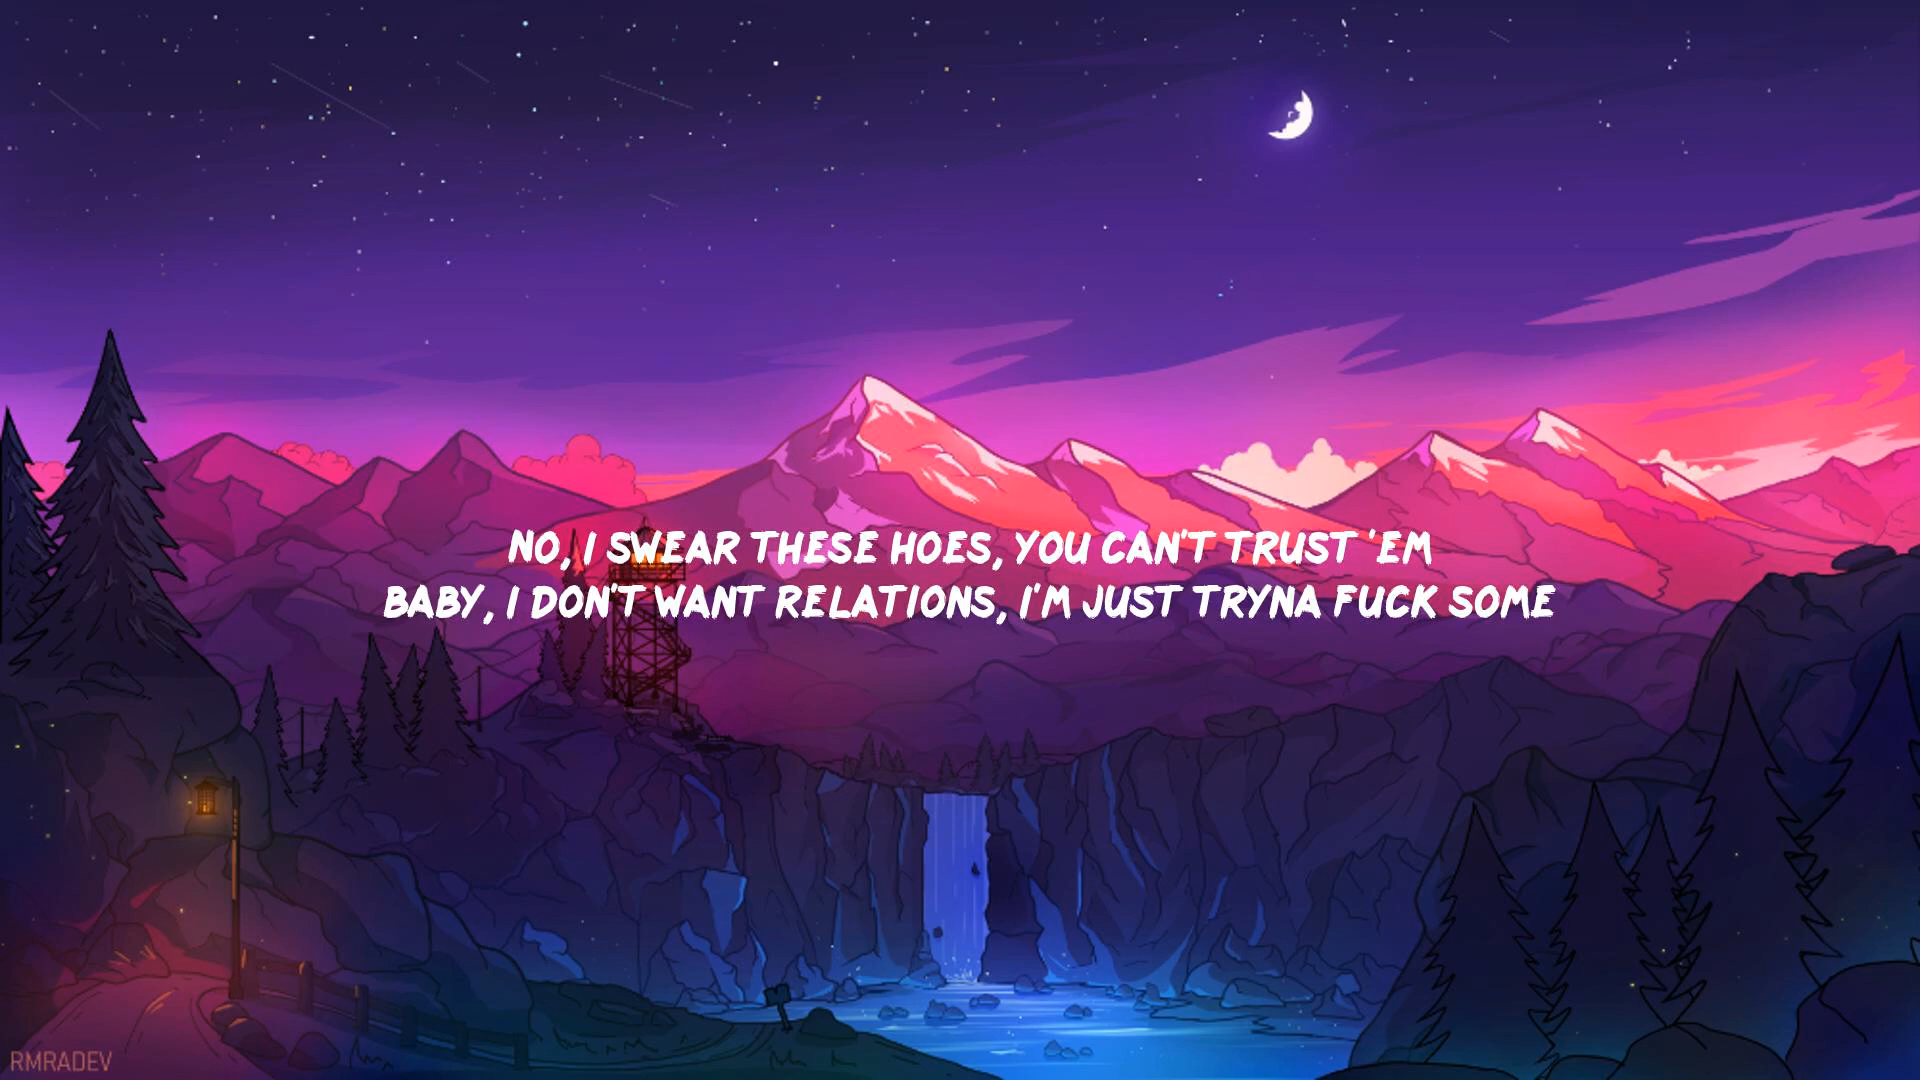 NO, I SWEAR THESE HOES, YOU CAN'T TRUST 'EM
BABY, I DON'T WANT RELATIONS, I'M JUST TRYNA FUCK SOME
RMRADEV